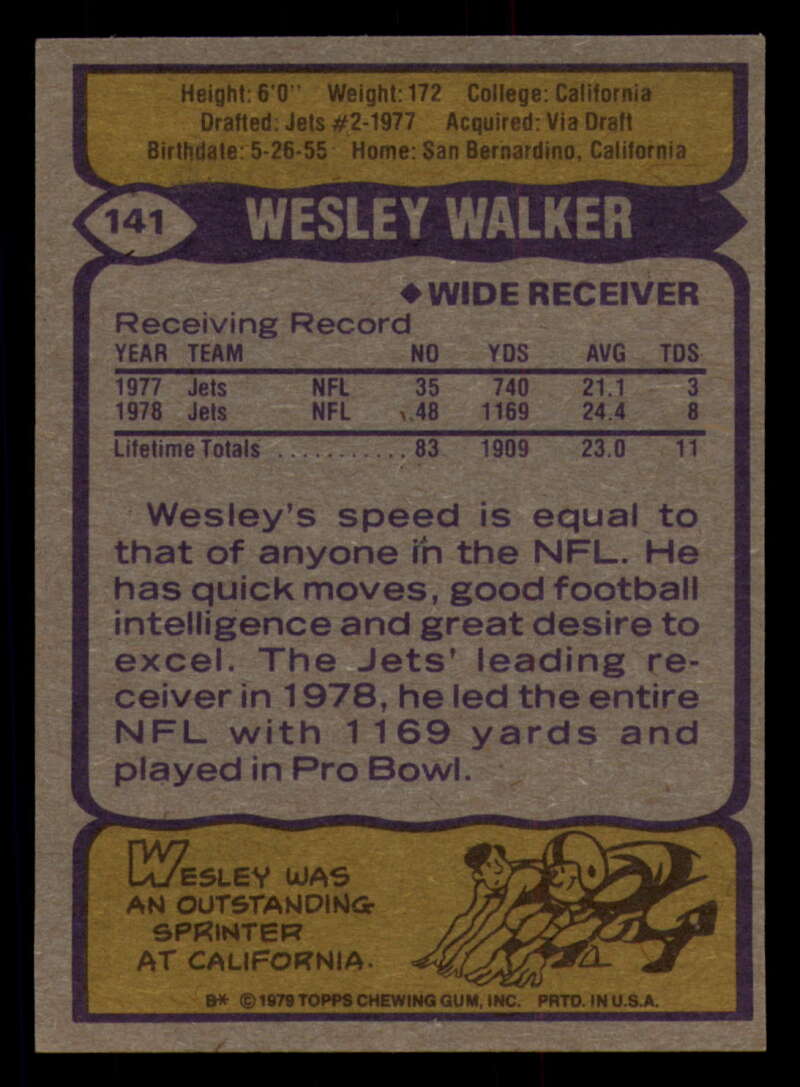 Height: 6'0" Weight: 172 College: California
Drafted: Jets #2-1977 Acquired: Via Draft
Birthdate: 5-26-55 Home: San Bernardino, California
141 WESLEY WALKER
◆ WIDE RECEIVER
Receiving Record
YEAR TEAM NO YDS AVG TDS
1977 Jets NFL 35 740 21.1 3
1978 Jets NFL 48 1169 24.4 8
Lifetime Totals ........... 83 1909 23.0 11
Wesley's speed is equal to
that of anyone in the NFL. He
has quick moves, good football
intelligence and great desire to
excel. The Jets' leading re-
ceiver in 1978, he led the entire
NFL with 1169 yards and
played in Pro Bowl.
WESLEY WAS
AN OUTSTANDING
SPRINTER
AT CALIFORNIA.
B* © 1979 TOPPS CHEWING GUM, INC. PRTD. IN U.S.A.